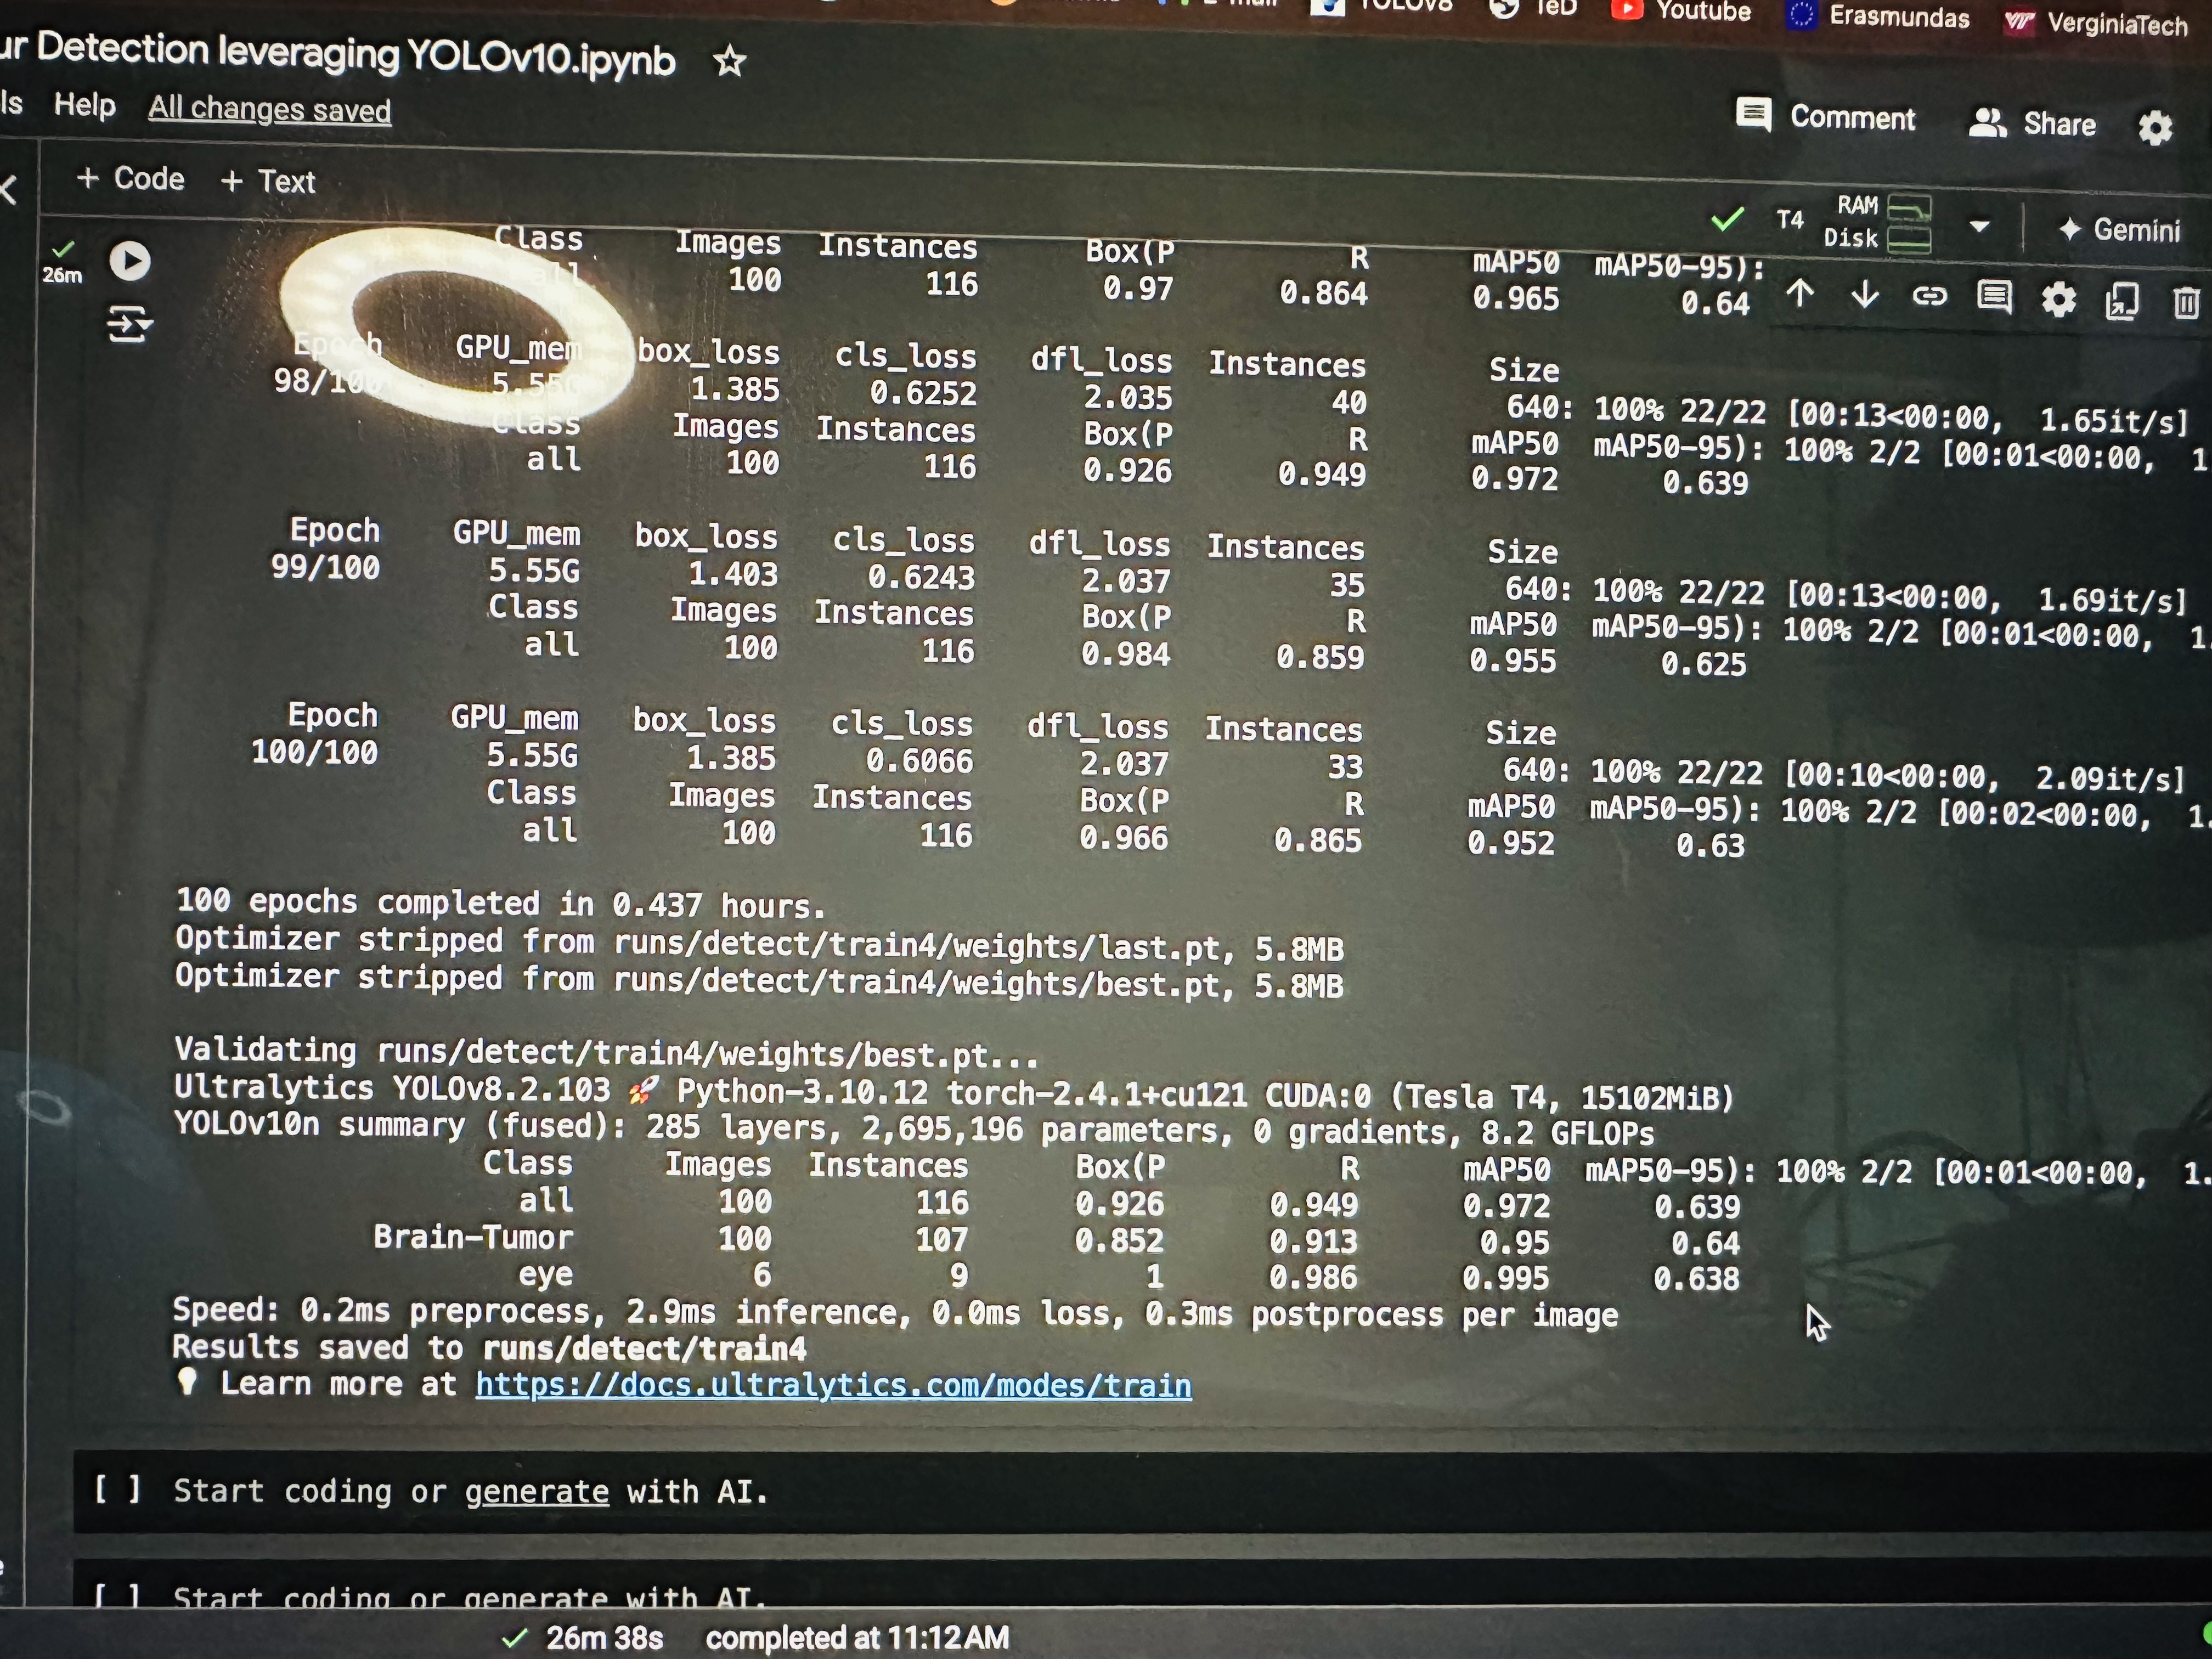 YOLOv8 TeD Youtube Erasmundas VerginiaTech
ur Detection leveraging YOLOv10.ipynb
ls Help All changes saved
Comment Share
+ Code + Text
T4 RAM Disk Gemini
26m
Class Images Instances Box(P R mAP50 mAP50-95):
all 100 116 0.97 0.864 0.965 0.64
Epoch GPU_mem box_loss cls_loss dfl_loss Instances Size
98/100 5.55G 1.385 0.6252 2.035 40 640: 100% 22/22 [00:13<00:00, 1.65it/s]
Class Images Instances Box(P R mAP50 mAP50-95): 100% 2/2 [00:01<00:00, 1
all 100 116 0.926 0.949 0.972 0.639
Epoch GPU_mem box_loss cls_loss dfl_loss Instances Size
99/100 5.55G 1.403 0.6243 2.037 35 640: 100% 22/22 [00:13<00:00, 1.69it/s]
Class Images Instances Box(P R mAP50 mAP50-95): 100% 2/2 [00:01<00:00, 1.
all 100 116 0.984 0.859 0.955 0.625
Epoch GPU_mem box_loss cls_loss dfl_loss Instances Size
100/100 5.55G 1.385 0.6066 2.037 33 640: 100% 22/22 [00:10<00:00, 2.09it/s]
Class Images Instances Box(P R mAP50 mAP50-95): 100% 2/2 [00:02<00:00, 1.
all 100 116 0.966 0.865 0.952 0.63
100 epochs completed in 0.437 hours.
Optimizer stripped from runs/detect/train4/weights/last.pt, 5.8MB
Optimizer stripped from runs/detect/train4/weights/best.pt, 5.8MB
Validating runs/detect/train4/weights/best.pt...
Ultralytics YOLOv8.2.103 🚀 Python-3.10.12 torch-2.4.1+cu121 CUDA:0 (Tesla T4, 15102MiB)
YOLOv10n summary (fused): 285 layers, 2,695,196 parameters, 0 gradients, 8.2 GFLOPs
Class Images Instances Box(P R mAP50 mAP50-95): 100% 2/2 [00:01<00:00, 1.
all 100 116 0.926 0.949 0.972 0.639
Brain-Tumor 100 107 0.852 0.913 0.95 0.64
eye 6 9 1 0.986 0.995 0.638
Speed: 0.2ms preprocess, 2.9ms inference, 0.0ms loss, 0.3ms postprocess per image
Results saved to runs/detect/train4
💡 Learn more at https://docs.ultralytics.com/modes/train
[ ] Start coding or generate with AI.
[ ] Start coding or generate with AI.
26m 38s completed at 11:12 AM